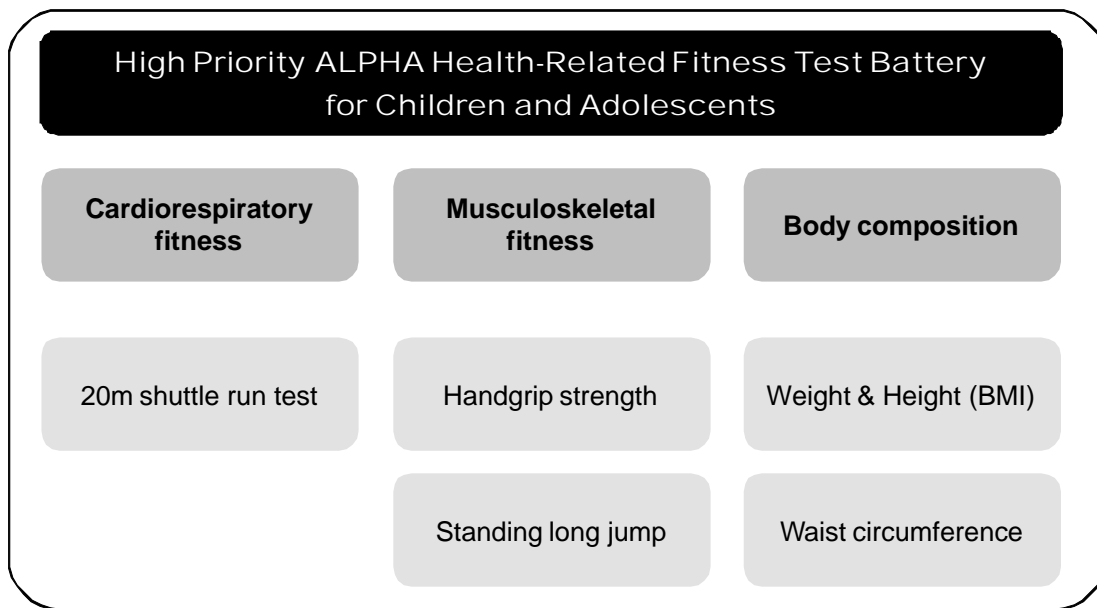 High Priority ALPHA Health-Related Fitness Test Battery
for Children and Adolescents
Cardiorespiratory
fitness
Musculoskeletal
fitness
Body composition
20m shuttle run test
Handgrip strength
Weight & Height (BMI)
Standing long jump
Waist circumference